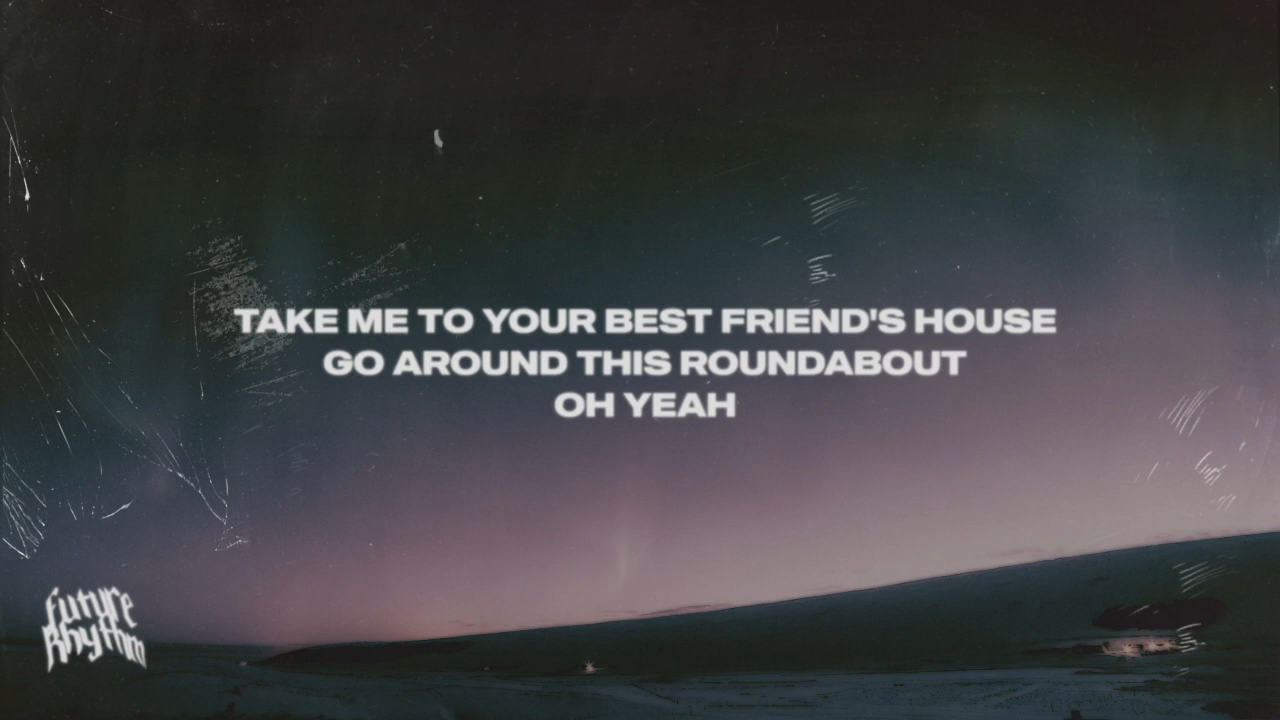 TAKE ME TO YOUR BEST FRIEND'S HOUSE
GO AROUND THIS ROUNDABOUT
OH YEAH
Future
Rhythm